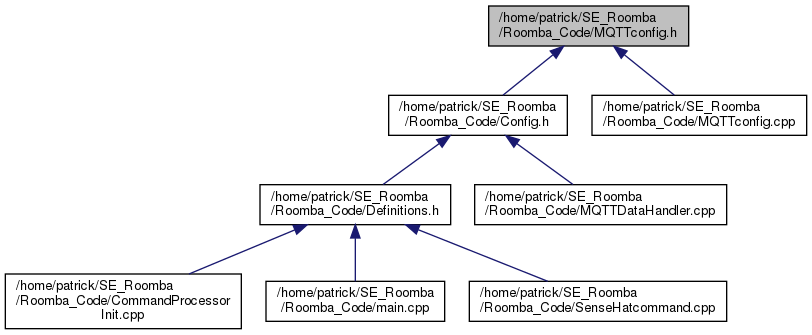 /home/patrick/SE_Roomba
/Roomba_Code/MQTTconfig.h
/home/patrick/SE_Roomba
/Roomba_Code/Config.h
/home/patrick/SE_Roomba
/Roomba_Code/MQTTconfig.cpp
/home/patrick/SE_Roomba
/Roomba_Code/Definitions.h
/home/patrick/SE_Roomba
/Roomba_Code/MQTTDataHandler.cpp
/home/patrick/SE_Roomba
/Roomba_Code/CommandProcessor
Init.cpp
/home/patrick/SE_Roomba
/Roomba_Code/main.cpp
/home/patrick/SE_Roomba
/Roomba_Code/SenseHatcommand.cpp